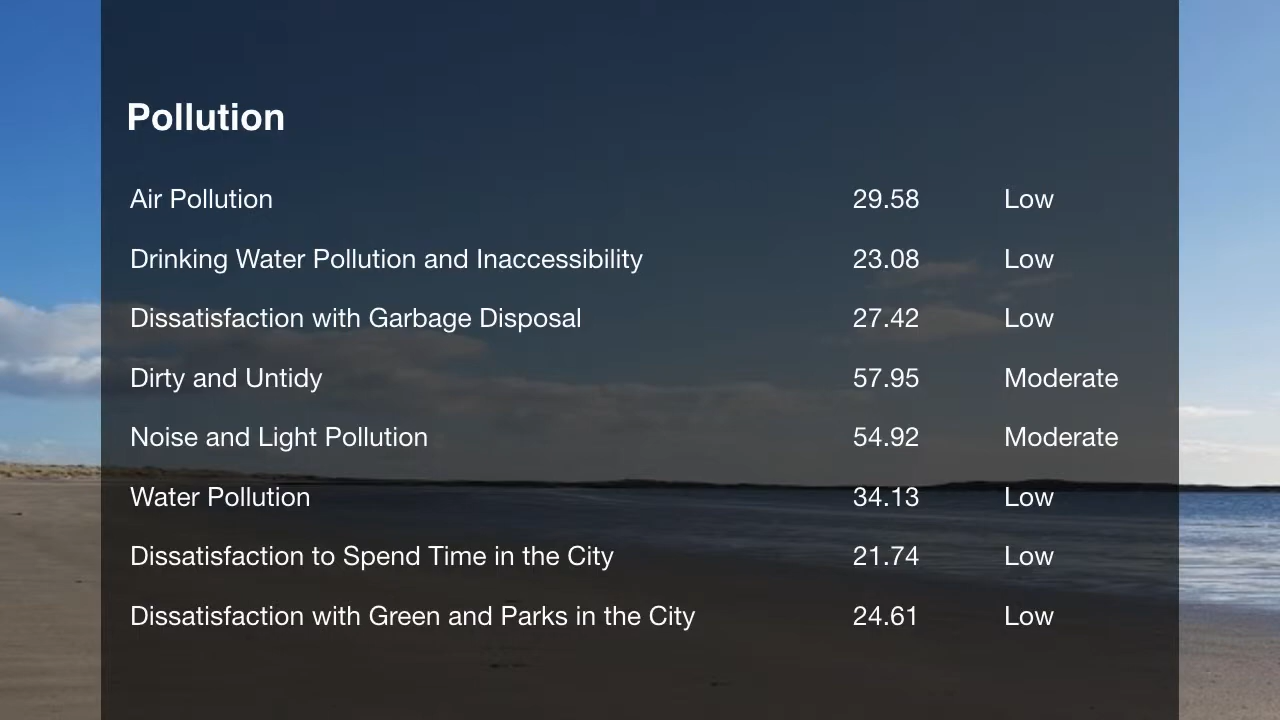 Pollution
Air Pollution 29.58 Low
Drinking Water Pollution and Inaccessibility 23.08 Low
Dissatisfaction with Garbage Disposal 27.42 Low
Dirty and Untidy 57.95 Moderate
Noise and Light Pollution 54.92 Moderate
Water Pollution 34.13 Low
Dissatisfaction to Spend Time in the City 21.74 Low
Dissatisfaction with Green and Parks in the City 24.61 Low